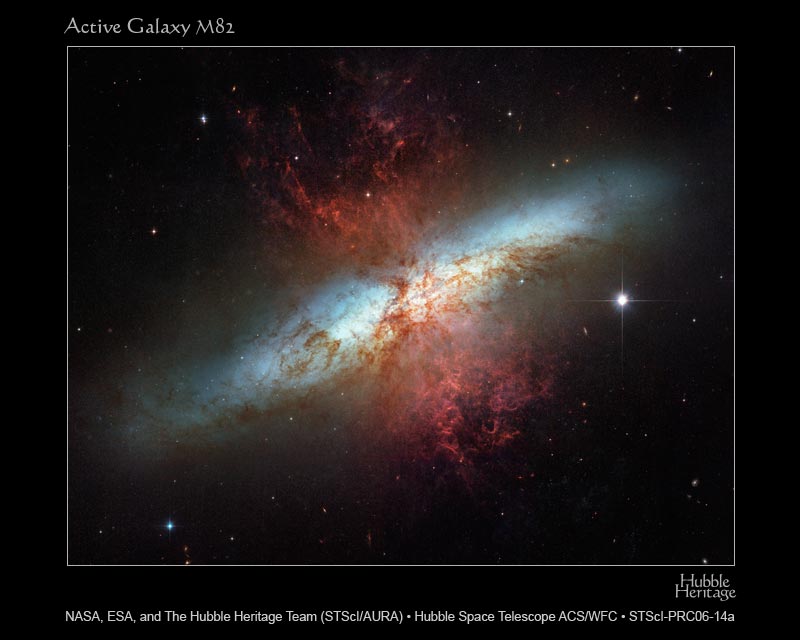 Active Galaxy M82
Hubble
Heritage
NASA, ESA, and The Hubble Heritage Team (STScI/AURA) • Hubble Space Telescope ACS/WFC • STScI-PRC06-14a